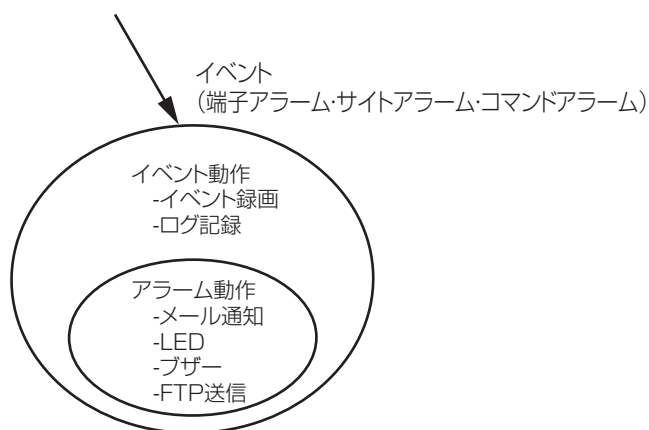 イベント
（端子アラーム･サイトアラーム･コマンドアラーム）
イベント動作
-イベント録画
-ログ記録
アラーム動作
-メール通知
-LED
-ブザー
-FTP送信